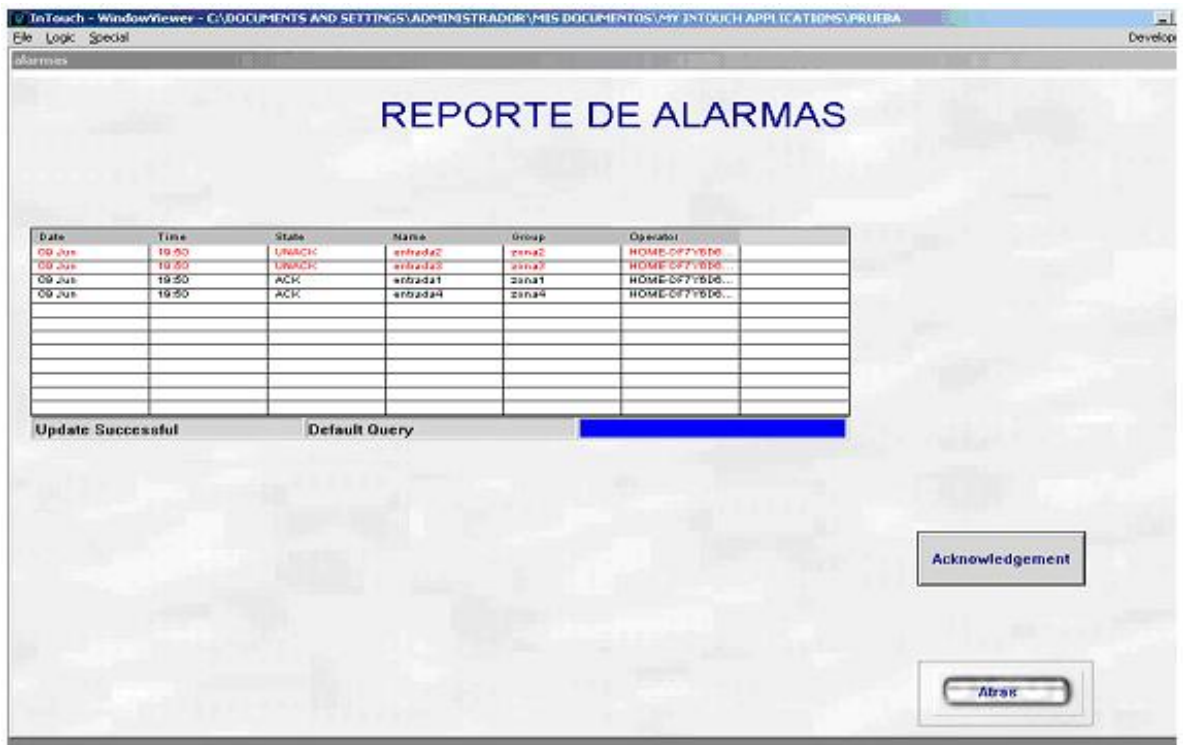 InTouch - WindowViewer - C:\DOCUMENTS AND SETTINGS\ADMINISTRADOR\MIS DOCUMENTOS\MY INTOUCH APPLICATIONS\PRUEBA
File Logic Special Develop
alarmas
REPORTE DE ALARMAS
Date Time State Name Group Operator
09 Jun 19:50 UNACK entrada2 zona2
09 Jun 19:50 UNACK entrada3 zona3
09 Jun 19:50 ACK entrada1 zona1
09 Jun 19:50 ACK entrada4 zona4
Update Successful Default Query
Acknowledgement
Atras